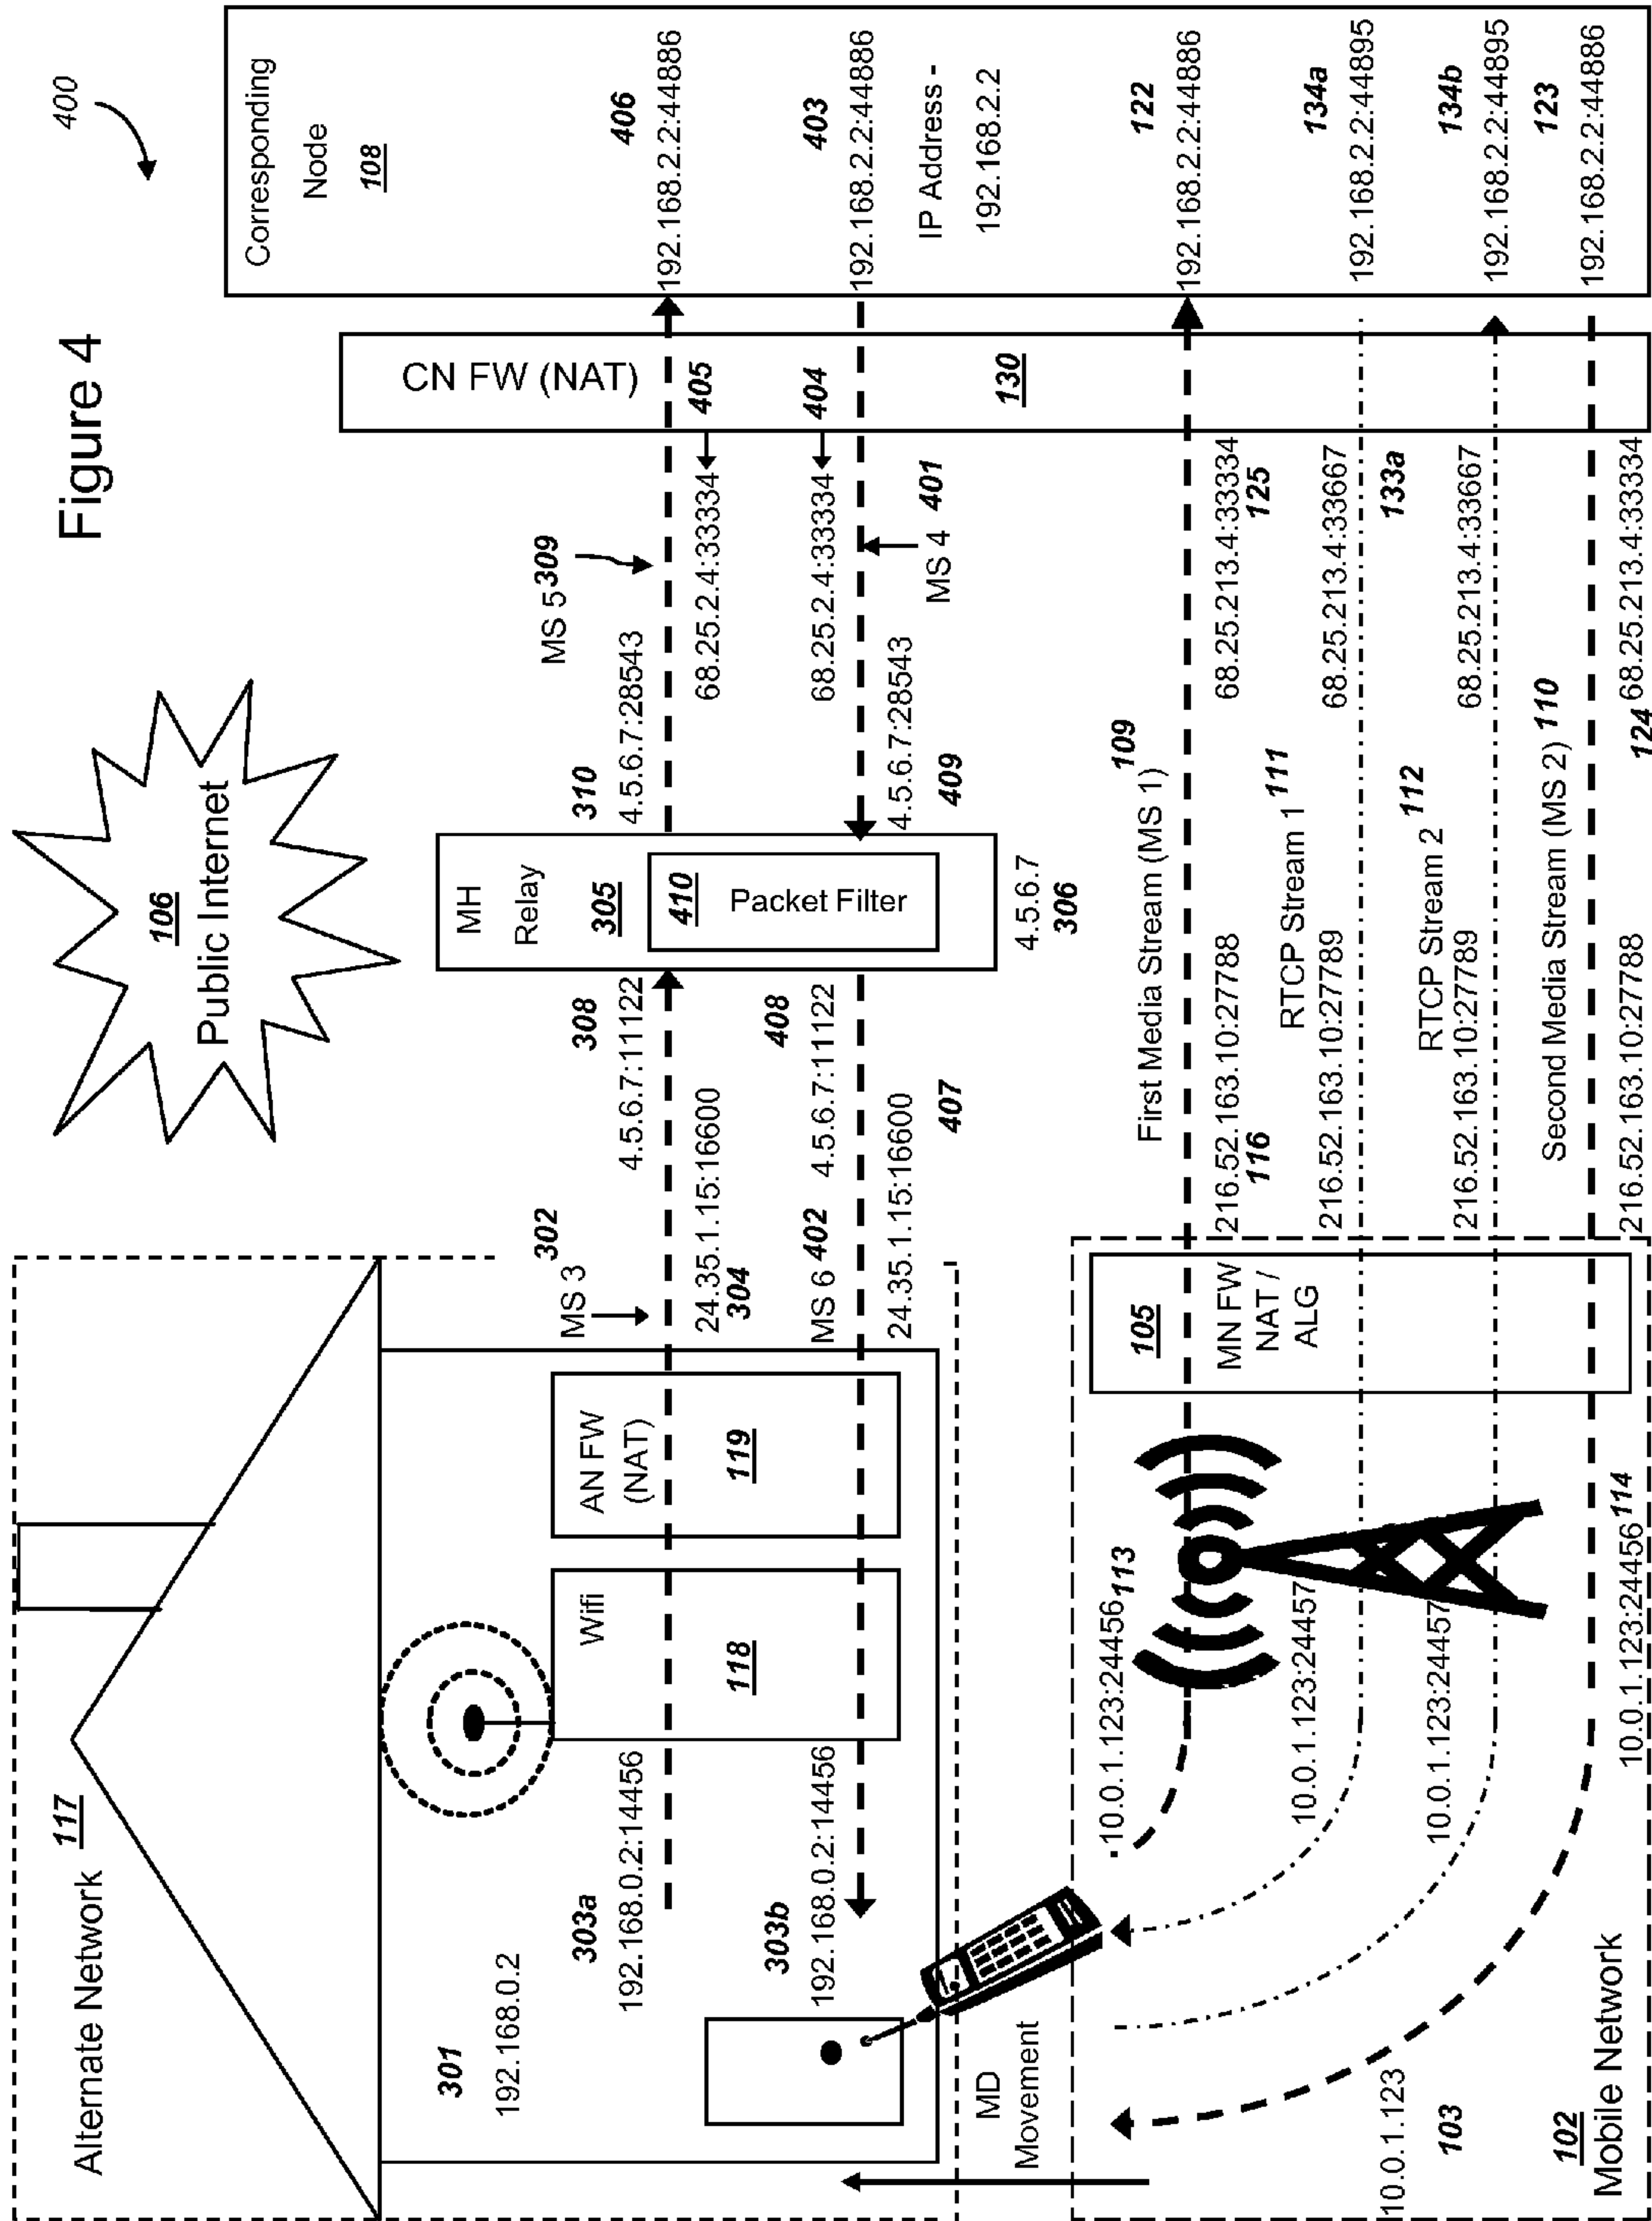 Figure 4
400
Alternate Network 117
106
Public Internet
Corresponding
Node
108
CN FW (NAT)
MH
Relay
305
410
Packet Filter
4.5.6.7
306
301
192.168.0.2
Wifi
118
AN FW
(NAT)
119
303a
192.168.0.2:14456
MS 3 302
24.35.1.15:16600
304
308
4.5.6.7:11122
310
4.5.6.7:28543
MS 5 309
68.25.2.4:33334
405
406
192.168.2.2:44886
303b
192.168.0.2:14456
MS 6 402
24.35.1.15:16600
407
408
4.5.6.7:11122
4.5.6.7:28543
409
MS 4 401
68.25.2.4:33334
404
403
192.168.2.2:44886
IP Address -
192.168.2.2
130
MD
Movement
105
MN FW
NAT /
ALG
First Media Stream (MS 1) 109
10.0.1.123:24456 113
216.52.163.10:27788
116
68.25.213.4:33334
125
122
192.168.2.2:44886
RTCP Stream 1 111
10.0.1.123:24457
216.52.163.10:27789
68.25.213.4:33667
133a
134a
192.168.2.2:44895
RTCP Stream 2 112
10.0.1.123:24457
216.52.163.10:27789
68.25.213.4:33667
134b
192.168.2.2:44895
Second Media Stream (MS 2) 110
10.0.1.123:24456 114
216.52.163.10:27788
124 68.25.213.4:33334
123
192.168.2.2:44886
10.0.1.123
103
102
Mobile Network